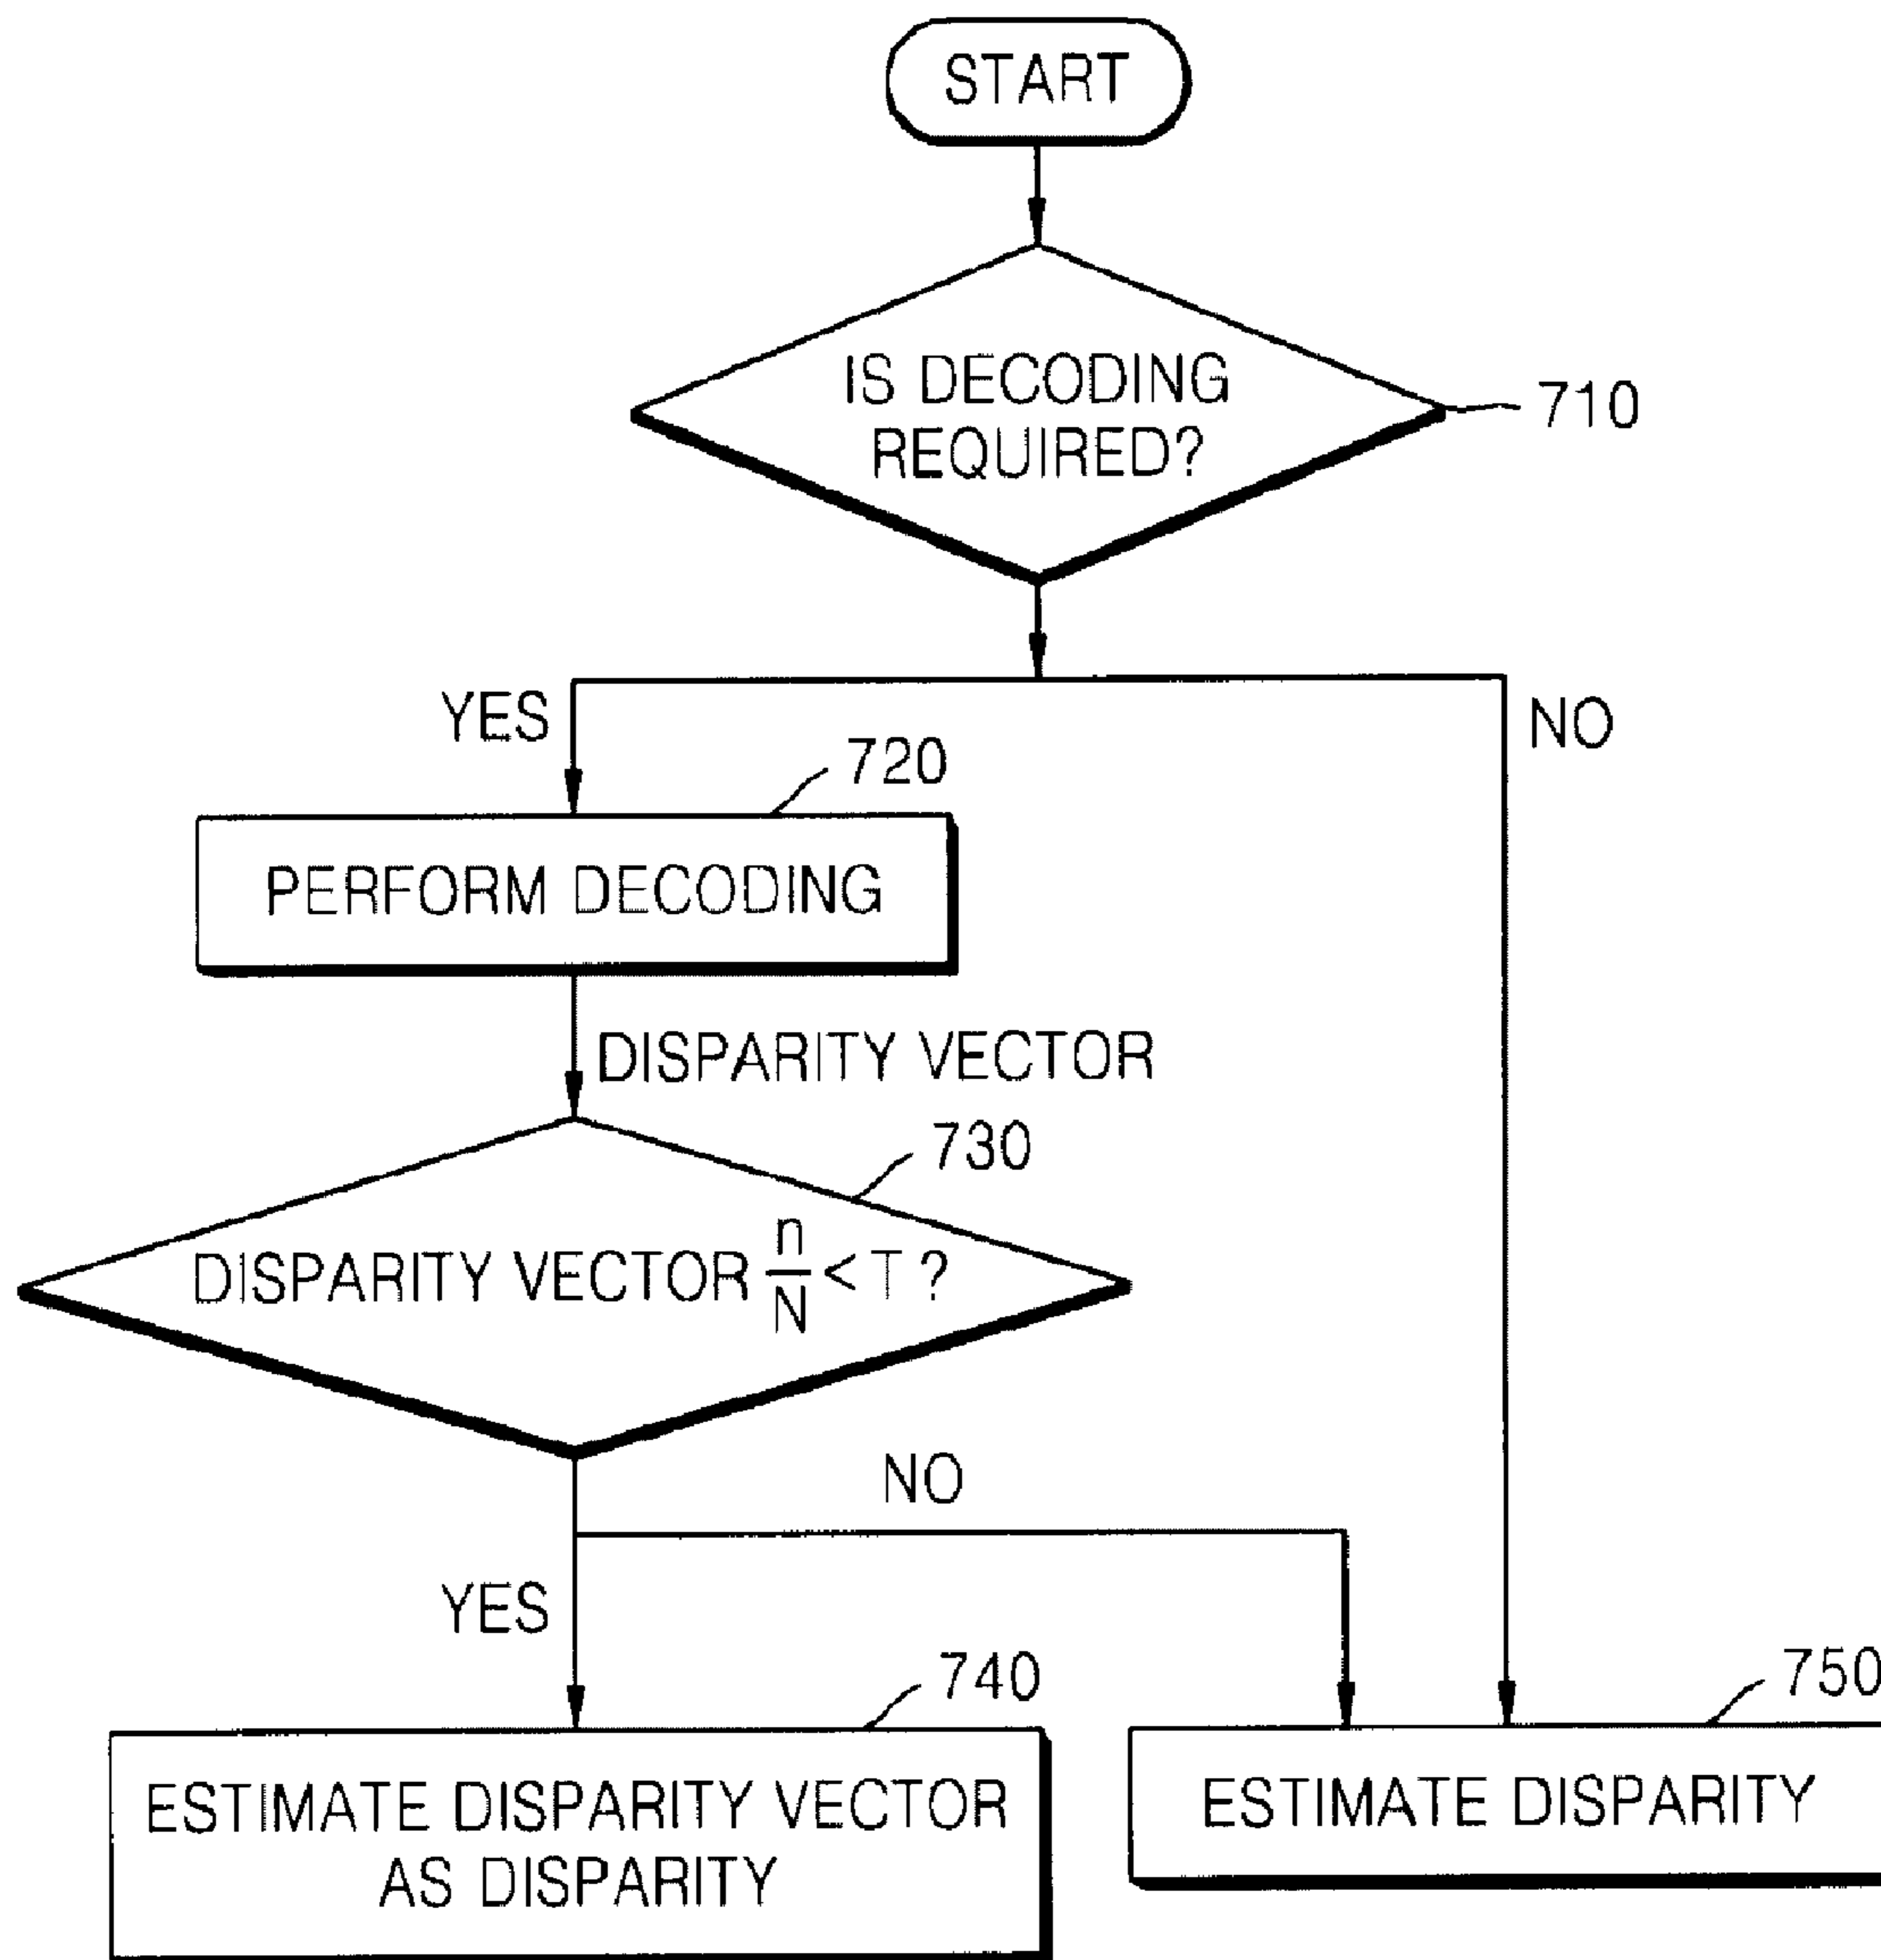 START
IS DECODING
REQUIRED?
710
YES
NO
720
PERFORM DECODING
DISPARITY VECTOR
730
DISPARITY VECTOR n/N < T ?
NO
YES
740
750
ESTIMATE DISPARITY VECTOR
AS DISPARITY
ESTIMATE DISPARITY